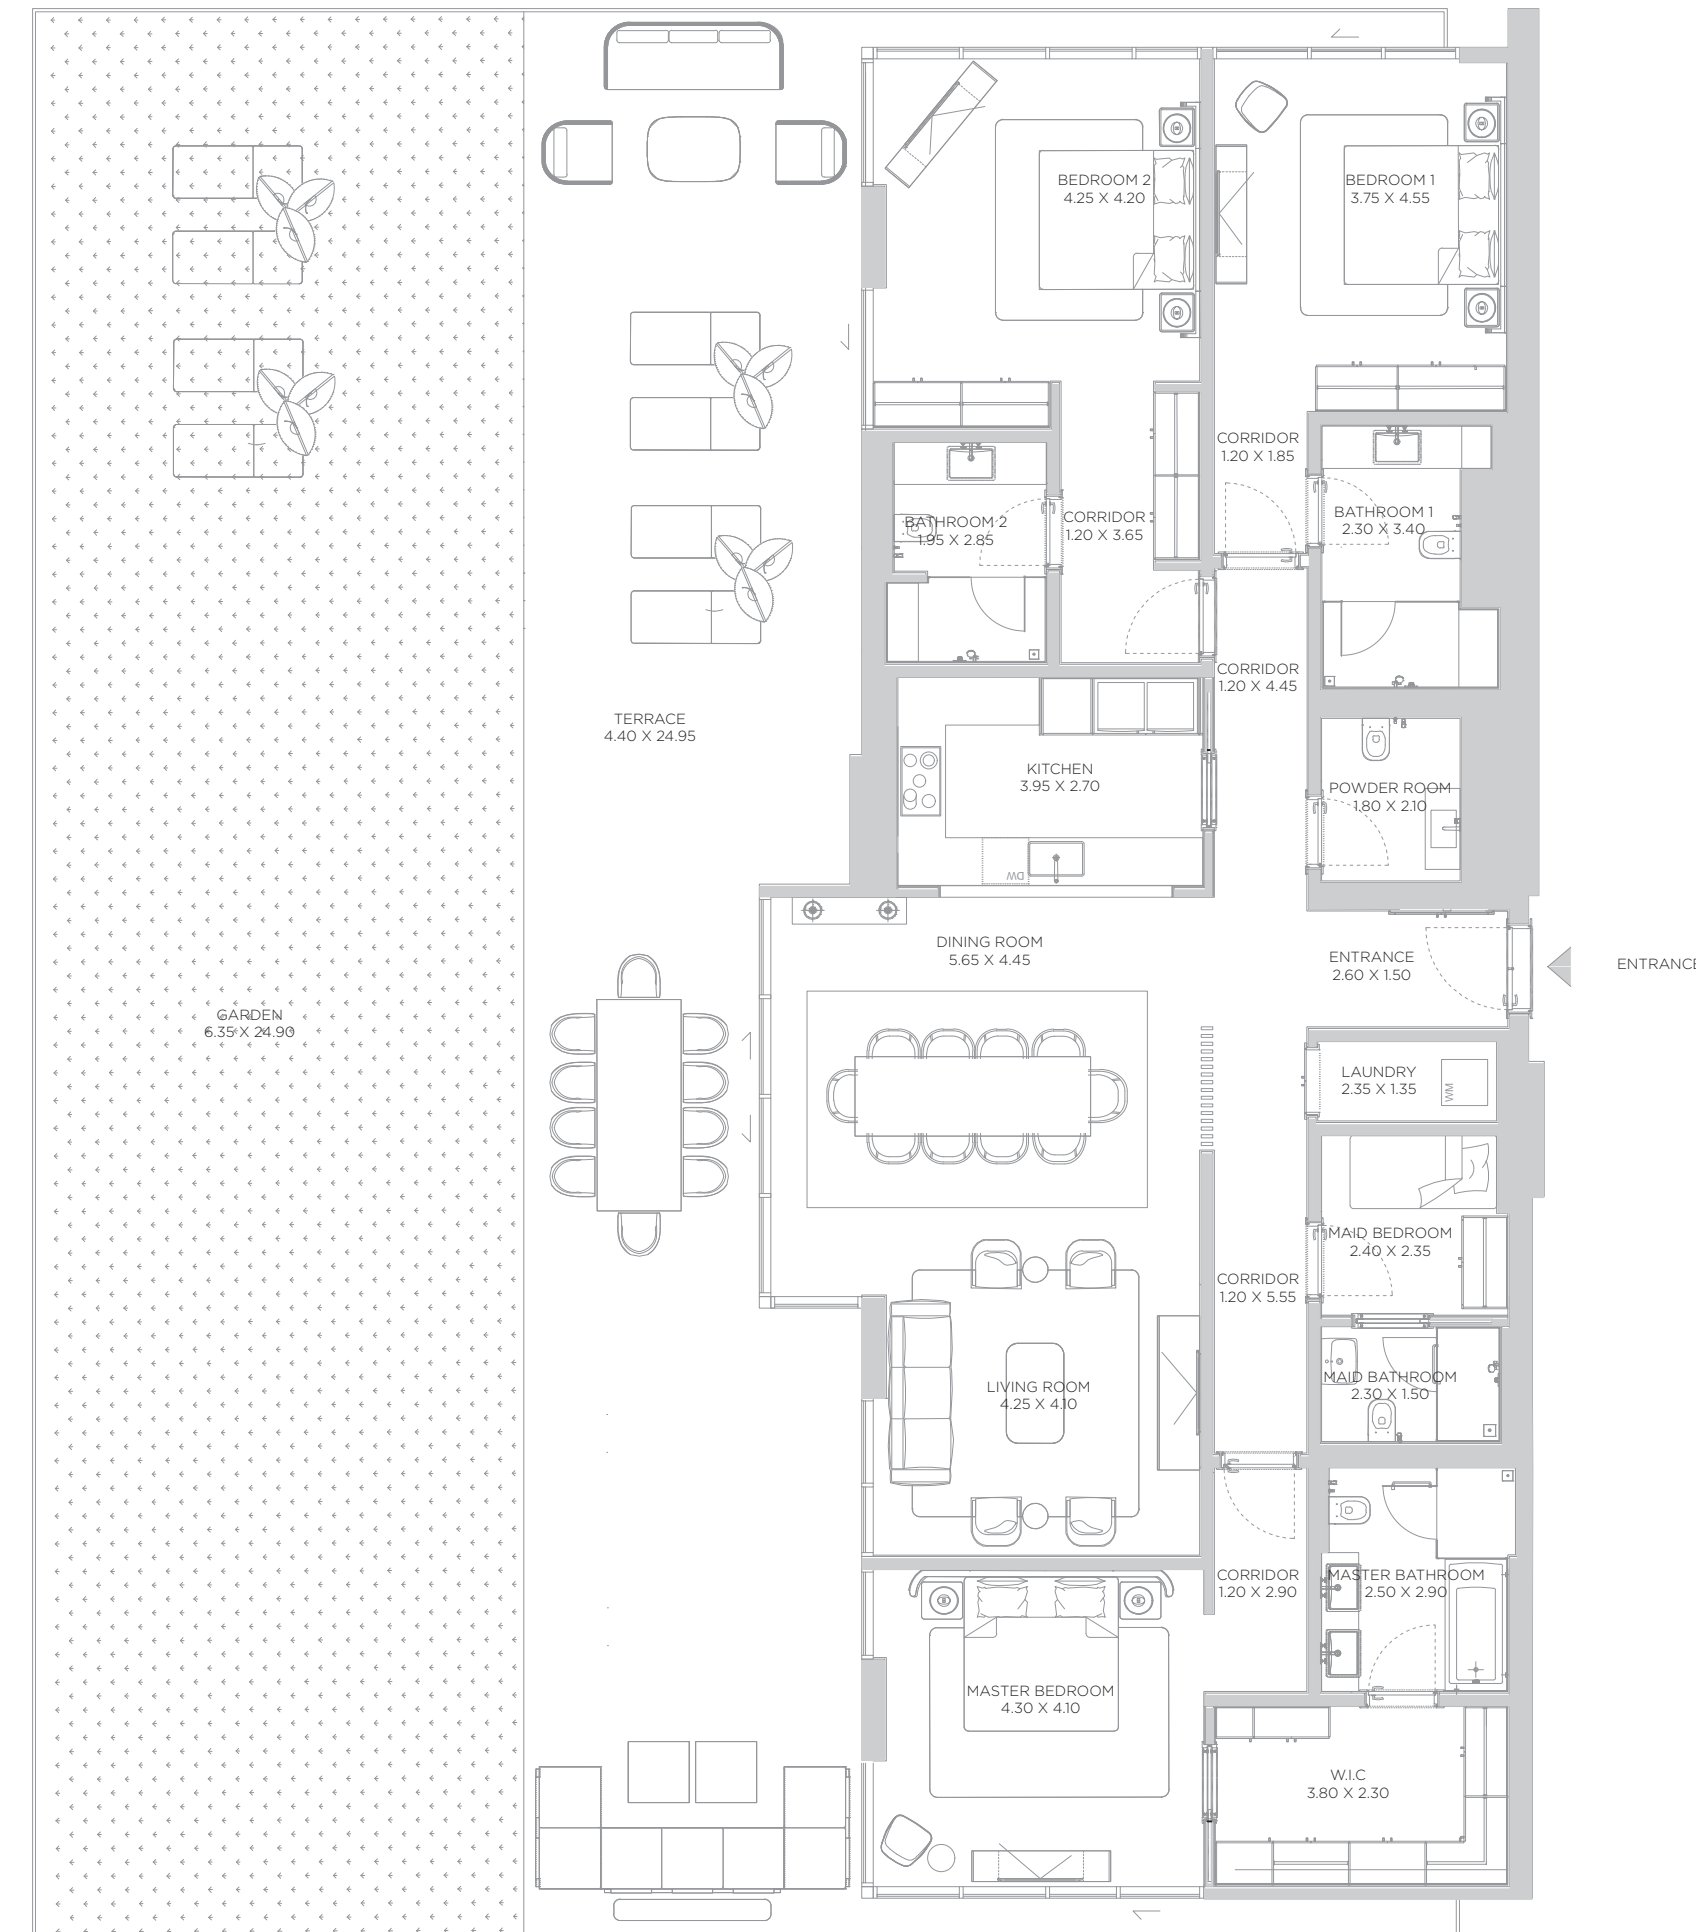 BEDROOM 2
4.25 X 4.20
BEDROOM 1
3.75 X 4.55
CORRIDOR
1.20 X 1.85
BATHROOM 2
1.95 X 2.85
CORRIDOR
1.20 X 3.65
BATHROOM 1
2.30 X 3.40
CORRIDOR
1.20 X 4.45
TERRACE
4.40 X 24.95
KITCHEN
3.95 X 2.70
POWDER ROOM
1.80 X 2.10
DW
DINING ROOM
5.65 X 4.45
ENTRANCE
2.60 X 1.50
ENTRANCE
GARDEN
6.35 X 24.90
LAUNDRY
2.35 X 1.35
WM
MAID BEDROOM
2.40 X 2.35
CORRIDOR
1.20 X 5.55
LIVING ROOM
4.25 X 4.10
MAID BATHROOM
2.30 X 1.50
CORRIDOR
1.20 X 2.90
MASTER BATHROOM
2.50 X 2.90
MASTER BEDROOM
4.30 X 4.10
W.I.C
3.80 X 2.30